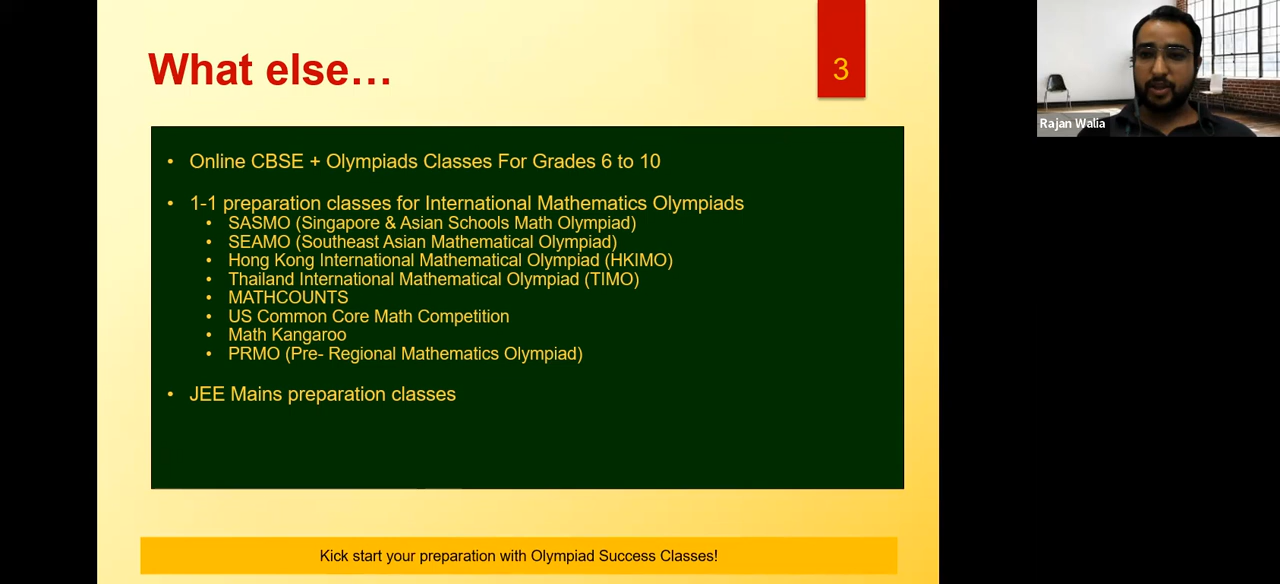 What else…
3
• Online CBSE + Olympiads Classes For Grades 6 to 10
• 1-1 preparation classes for International Mathematics Olympiads
• SASMO (Singapore & Asian Schools Math Olympiad)
• SEAMO (Southeast Asian Mathematical Olympiad)
• Hong Kong International Mathematical Olympiad (HKIMO)
• Thailand International Mathematical Olympiad (TIMO)
• MATHCOUNTS
• US Common Core Math Competition
• Math Kangaroo
• PRMO (Pre- Regional Mathematics Olympiad)
• JEE Mains preparation classes
Kick start your preparation with Olympiad Success Classes!
Rajan Walia